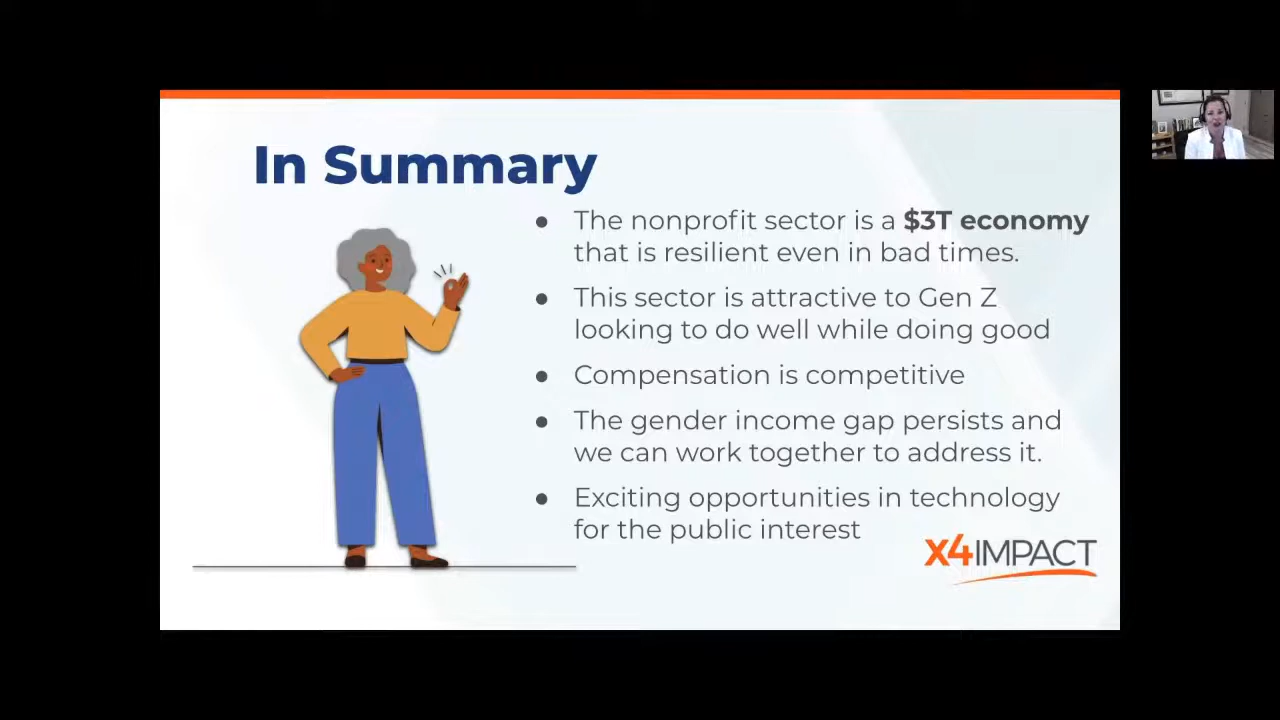 In Summary
● The nonprofit sector is a $3T economy
that is resilient even in bad times.
● This sector is attractive to Gen Z
looking to do well while doing good
● Compensation is competitive
● The gender income gap persists and
we can work together to address it.
● Exciting opportunities in technology
for the public interest
X4IMPACT